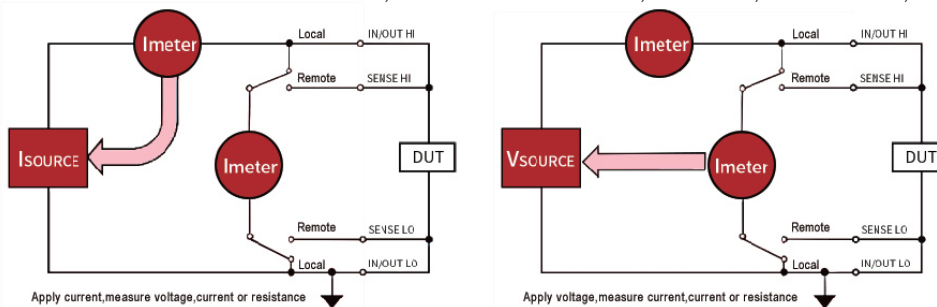 Imeter
Local
IN/OUT HI
Remote
SENSE HI
ISOURCE
Imeter
DUT
Remote
SENSE LO
Local
IN/OUT LO
Apply current,measure voltage,current or resistance
Imeter
Local
IN/OUT HI
Remote
SENSE HI
VSOURCE
Imeter
DUT
Remote
SENSE LO
Local
IN/OUT LO
Apply voltage,measure current,voltage or resistance